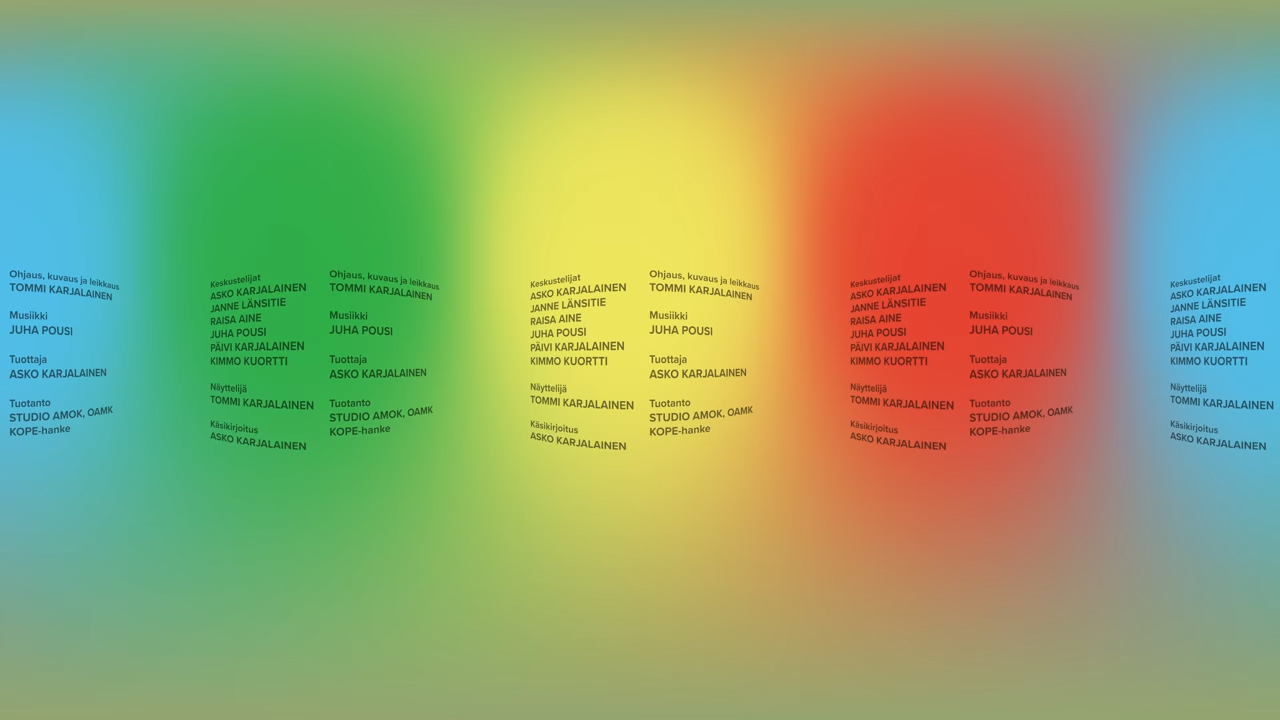 Ohjaus, kuvaus ja leikkaus
TOMMI KARJALAINEN
Musiikki
JUHA POUSI
Tuottaja
ASKO KARJALAINEN
Tuotanto
STUDIO AMOK, OAMK
KOPE-hanke
Keskustelijat
ASKO KARJALAINEN
JANNE LÄNSITIE
RAISA AINE
JUHA POUSI
PÄIVI KARJALAINEN
KIMMO KUORTTI
Näyttelijä
TOMMI KARJALAINEN
Käsikirjoitus
ASKO KARJALAINEN
Ohjaus, kuvaus ja leikkaus
TOMMI KARJALAINEN
Musiikki
JUHA POUSI
Tuottaja
ASKO KARJALAINEN
Tuotanto
STUDIO AMOK, OAMK
KOPE-hanke
Keskustelijat
ASKO KARJALAINEN
JANNE LÄNSITIE
RAISA AINE
JUHA POUSI
PÄIVI KARJALAINEN
KIMMO KUORTTI
Näyttelijä
TOMMI KARJALAINEN
Käsikirjoitus
ASKO KARJALAINEN
Ohjaus, kuvaus ja leikkaus
TOMMI KARJALAINEN
Musiikki
JUHA POUSI
Tuottaja
ASKO KARJALAINEN
Tuotanto
STUDIO AMOK, OAMK
KOPE-hanke
Keskustelijat
ASKO KARJALAINEN
JANNE LÄNSITIE
RAISA AINE
JUHA POUSI
PÄIVI KARJALAINEN
KIMMO KUORTTI
Näyttelijä
TOMMI KARJALAINEN
Käsikirjoitus
ASKO KARJALAINEN
Ohjaus, kuvaus ja leikkaus
TOMMI KARJALAINEN
Musiikki
JUHA POUSI
Tuottaja
ASKO KARJALAINEN
Tuotanto
STUDIO AMOK, OAMK
KOPE-hanke
Keskustelijat
ASKO KARJALAINEN
JANNE LÄNSITIE
RAISA AINE
JUHA POUSI
PÄIVI KARJALAINEN
KIMMO KUORTTI
Näyttelijä
TOMMI KARJALAINEN
Käsikirjoitus
ASKO KARJALAINEN